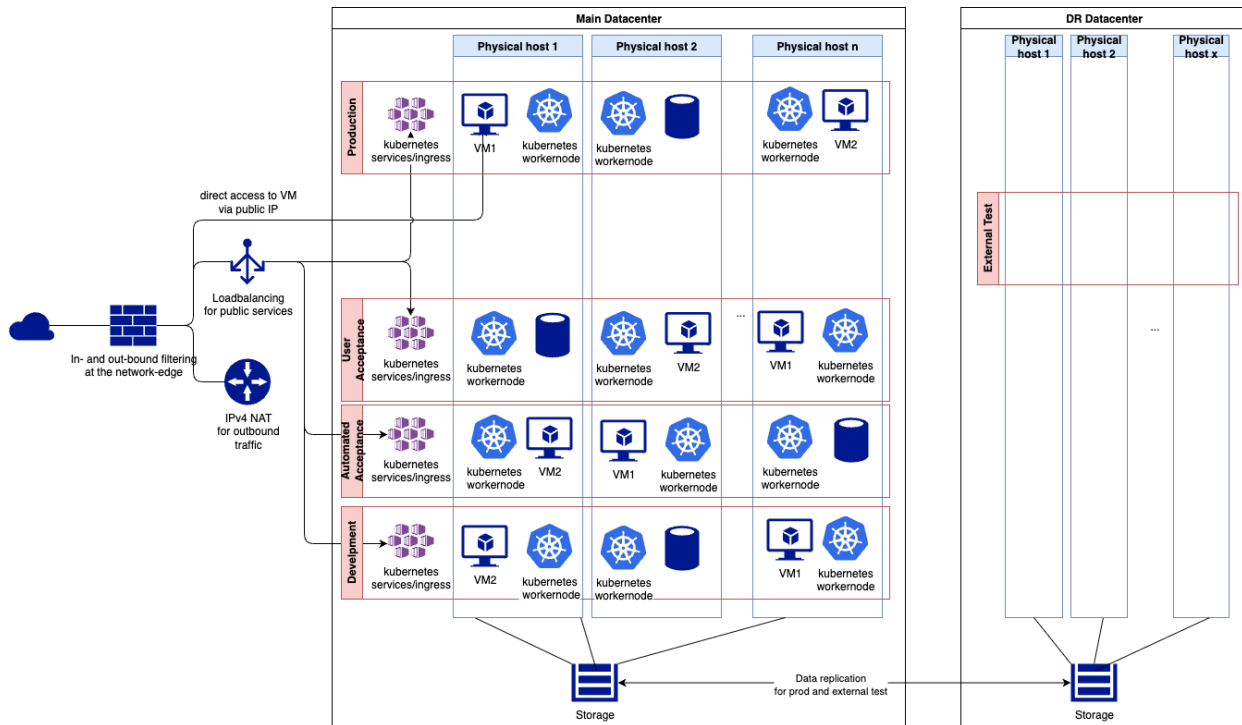 Main Datacenter
DR Datacenter
Physical host 1
Physical host 2
Physical host n
Physical
host 1
Physical
host 2
Physical
host x
Production
kubernetes
services/ingress
VM1
kubernetes
workernode
kubernetes
workernode
kubernetes
workernode
VM2
direct access to VM
via public IP
External Test
Loadbalancing
for public services
In- and out-bound filtering
at the network-edge
IPv4 NAT
for outbound
traffic
User
Acceptance
kubernetes
services/ingress
kubernetes
workernode
kubernetes
workernode
VM2
...
VM1
kubernetes
workernode
...
Automated
Acceptance
kubernetes
services/ingress
kubernetes
workernode
VM2
VM1
kubernetes
workernode
kubernetes
workernode
Develpment
kubernetes
services/ingress
VM2
kubernetes
workernode
kubernetes
workernode
VM1
kubernetes
workernode
Data replication
for prod and external test
Storage
Storage